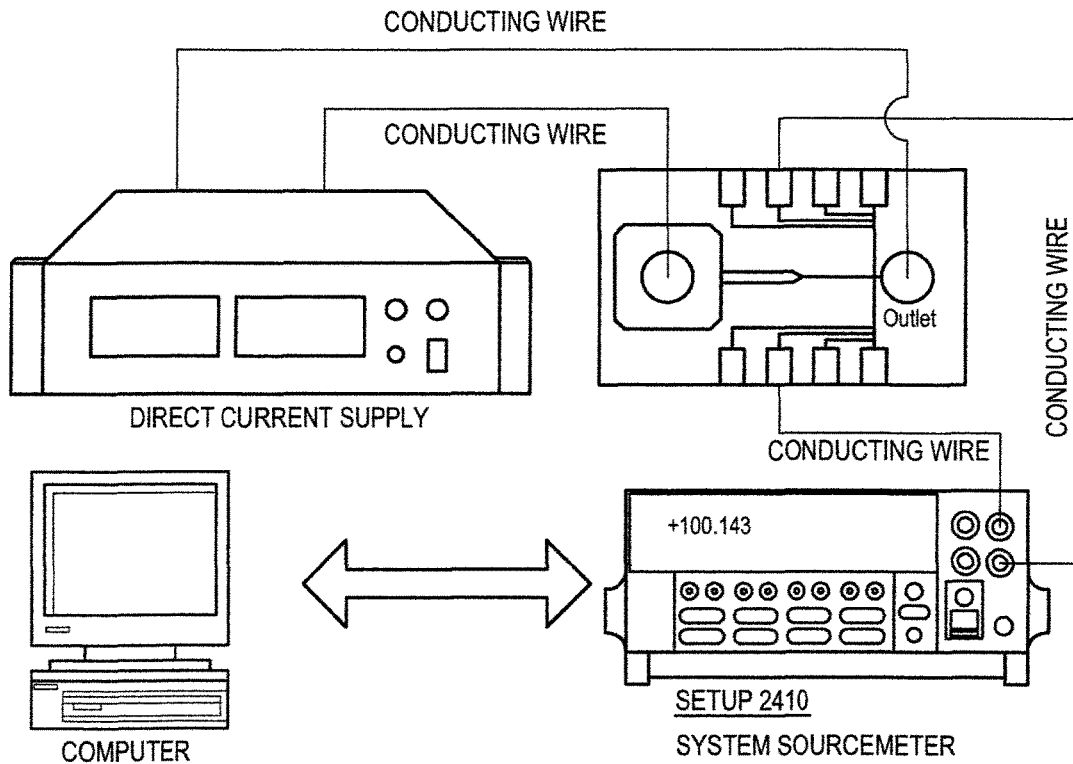 CONDUCTING WIRE
CONDUCTING WIRE
CONDUCTING WIRE
Outlet
DIRECT CURRENT SUPPLY
CONDUCTING WIRE
+100.143
SETUP 2410
SYSTEM SOURCEMETER
COMPUTER